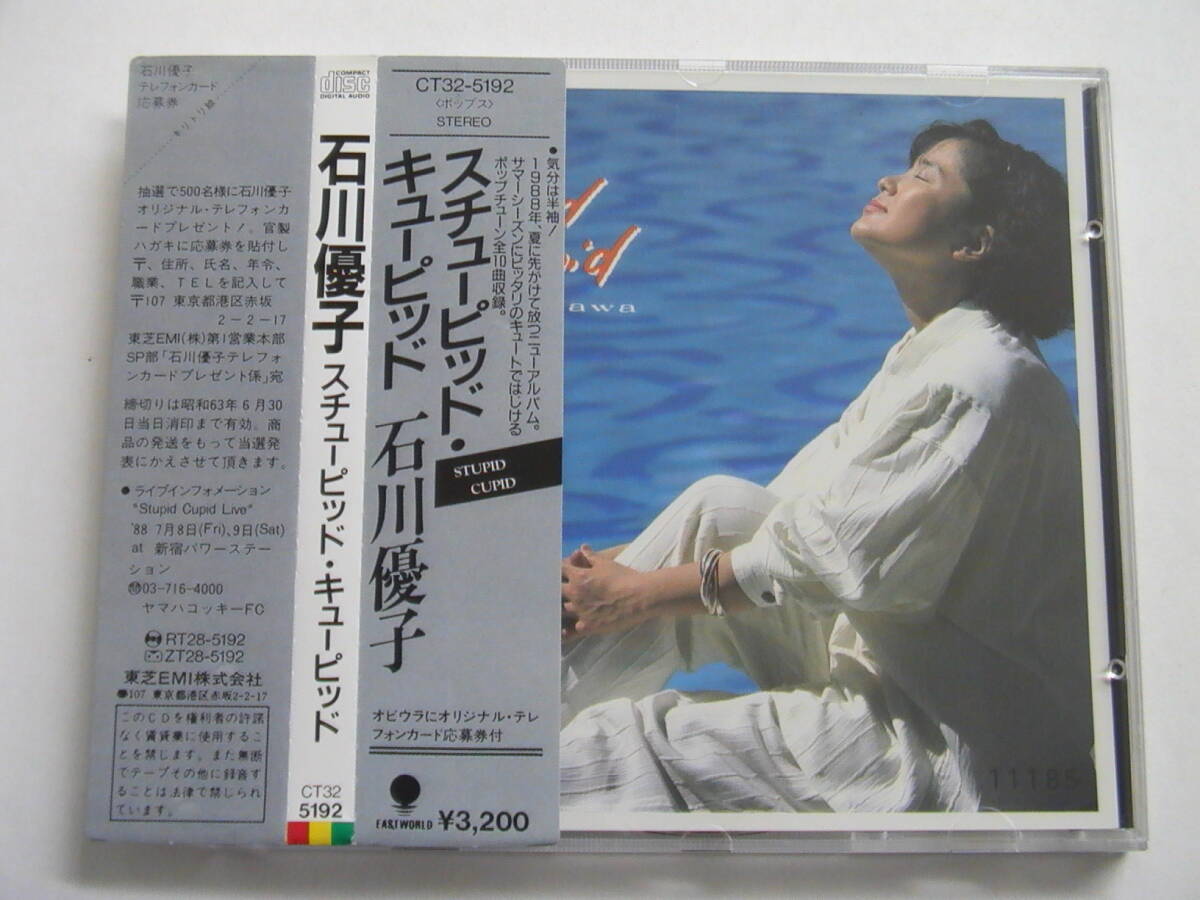 石川優子
テレフォンカード
応募券
キリトリ線
抽選で500名様に石川優子
オリジナル・テレフォンカ
ードプレゼント!。官製
ハガキに応募券を貼付し
〒、住所、氏名、年令、
職業、TELを記入して
〒107 東京都港区赤坂
2-2-17
東芝EMI(株)第1営業本部
SP部「石川優子テレフォ
ンカードプレゼント係」宛
締切りは昭和63年6月30
日当日消印まで有効。商
品の発送をもって当選発
表にかえさせて頂きます。
●ライブインフォメーション
"Stupid Cupid Live"
'88 7月8日(Fri)、9日(Sat)
at 新宿パワーステー
ション
㉄03-716-4000
ヤマハコッキーFC
RT28-5192
ZT28-5192
東芝EMI株式会社
●107 東京都港区赤坂2-2-17
このCDを権利者の許諾
なく賃貸業に使用するこ
とを禁じます。また無断
でテープその他に録音す
ることは法律で禁じられ
ています。
COMPACT
disc
DIGITAL AUDIO
石川優子 スチューピッド・キューピッド
CT32
5192
CT32-5192
〈ポップス〉
STEREO
●気分は半袖!
1988年、夏に先がけて放つニューアルバム。
サマーシーズンにピッタリのキュートではじける
ポップチューン全10曲収録。
スチューピッド・
キューピッド 石川優子
STUPID
CUPID
オビウラにオリジナル・テレ
フォンカード応募券付
EASTWORLD ¥3,200
d
id
awa
11185